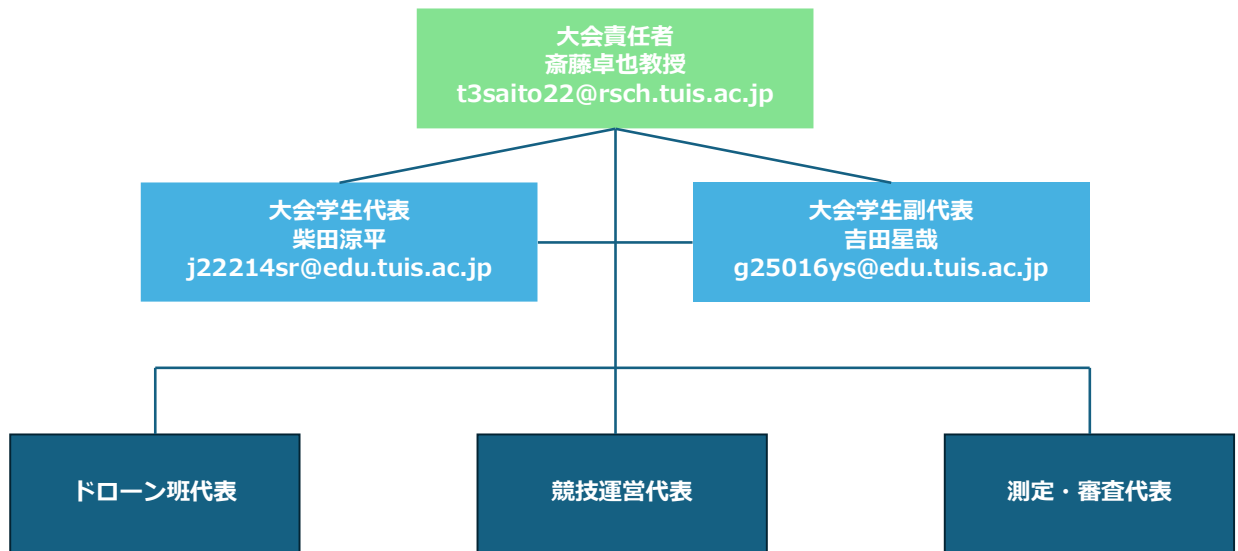 大会責任者
斎藤卓也教授
t3saito22@rsch.tuis.ac.jp
大会学生代表
柴田涼平
j22214sr@edu.tuis.ac.jp
大会学生副代表
吉田星哉
g25016ys@edu.tuis.ac.jp
ドローン班代表
競技運営代表
測定・審査代表